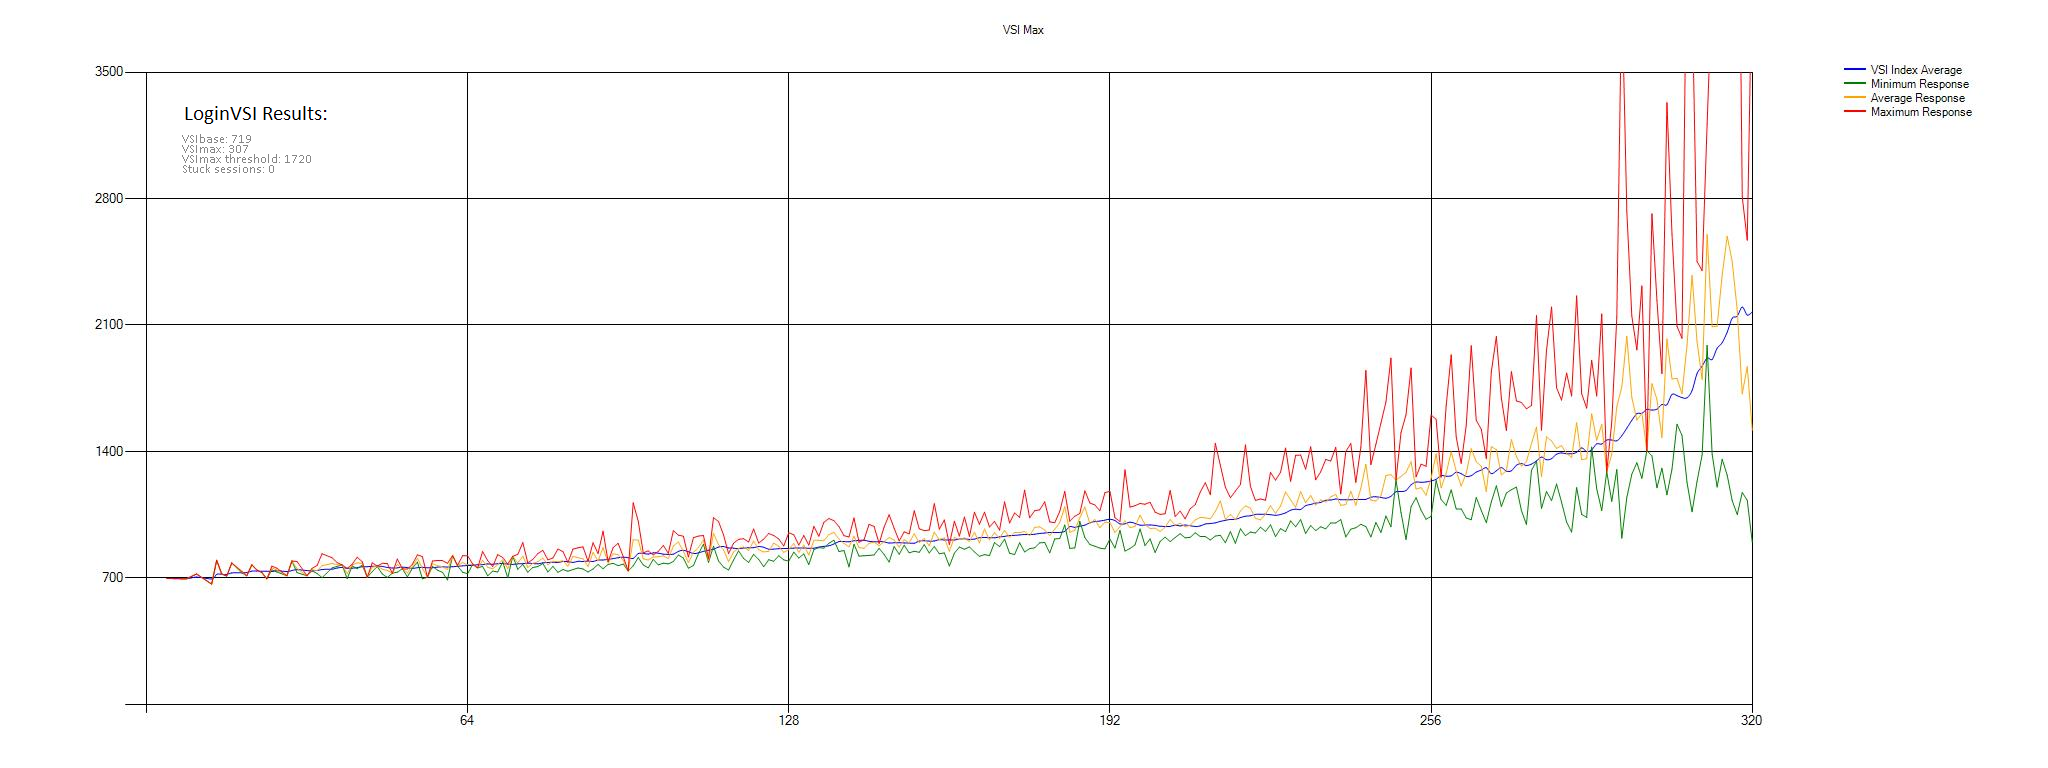 VSI Max
3500
VSI Index Average
Minimum Response
Average Response
Maximum Response
LoginVSI Results:
VSIbase: 719
VSImax: 307
VSImax threshold: 1720
Stuck sessions: 0
2800
2100
1400
700
64
128
192
256
320